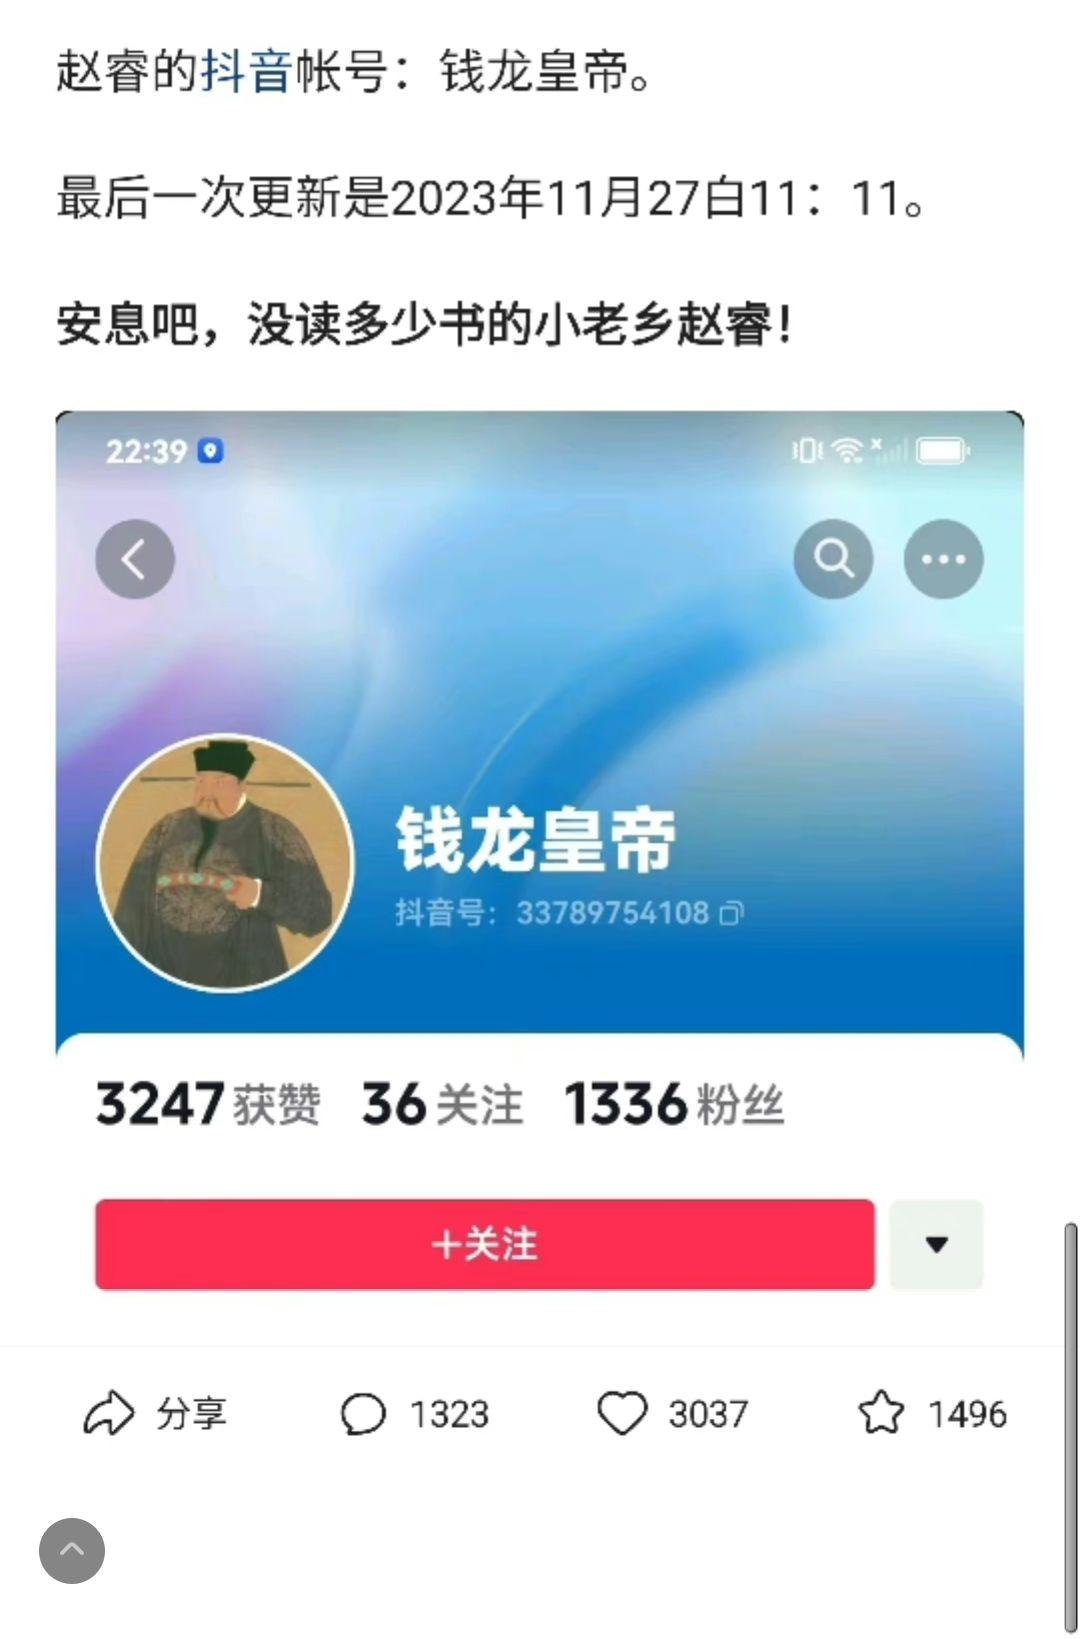 赵睿的抖音帐号：钱龙皇帝。
最后一次更新是2023年11月27白11：11。
安息吧，没读多少书的小老乡赵睿！
22:39
钱龙皇帝
抖音号：33789754108
3247获赞 36关注 1336粉丝
＋关注
分享 1323 3037 1496